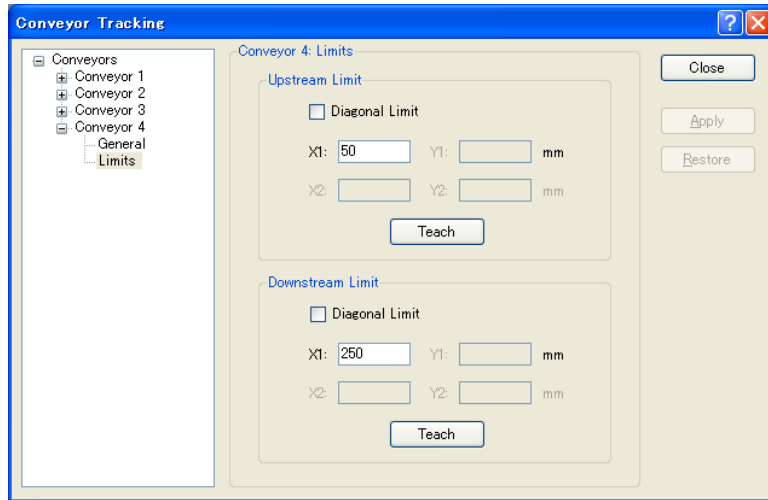 Conveyor Tracking
Conveyors
Conveyor 1
Conveyor 2
Conveyor 3
Conveyor 4
General
Limits
Conveyor 4: Limits
Upstream Limit
Diagonal Limit
X1: 50 Y1: mm
X2: Y2: mm
Teach
Downstream Limit
Diagonal Limit
X1: 250 Y1: mm
X2: Y2: mm
Teach
Close
Apply
Restore